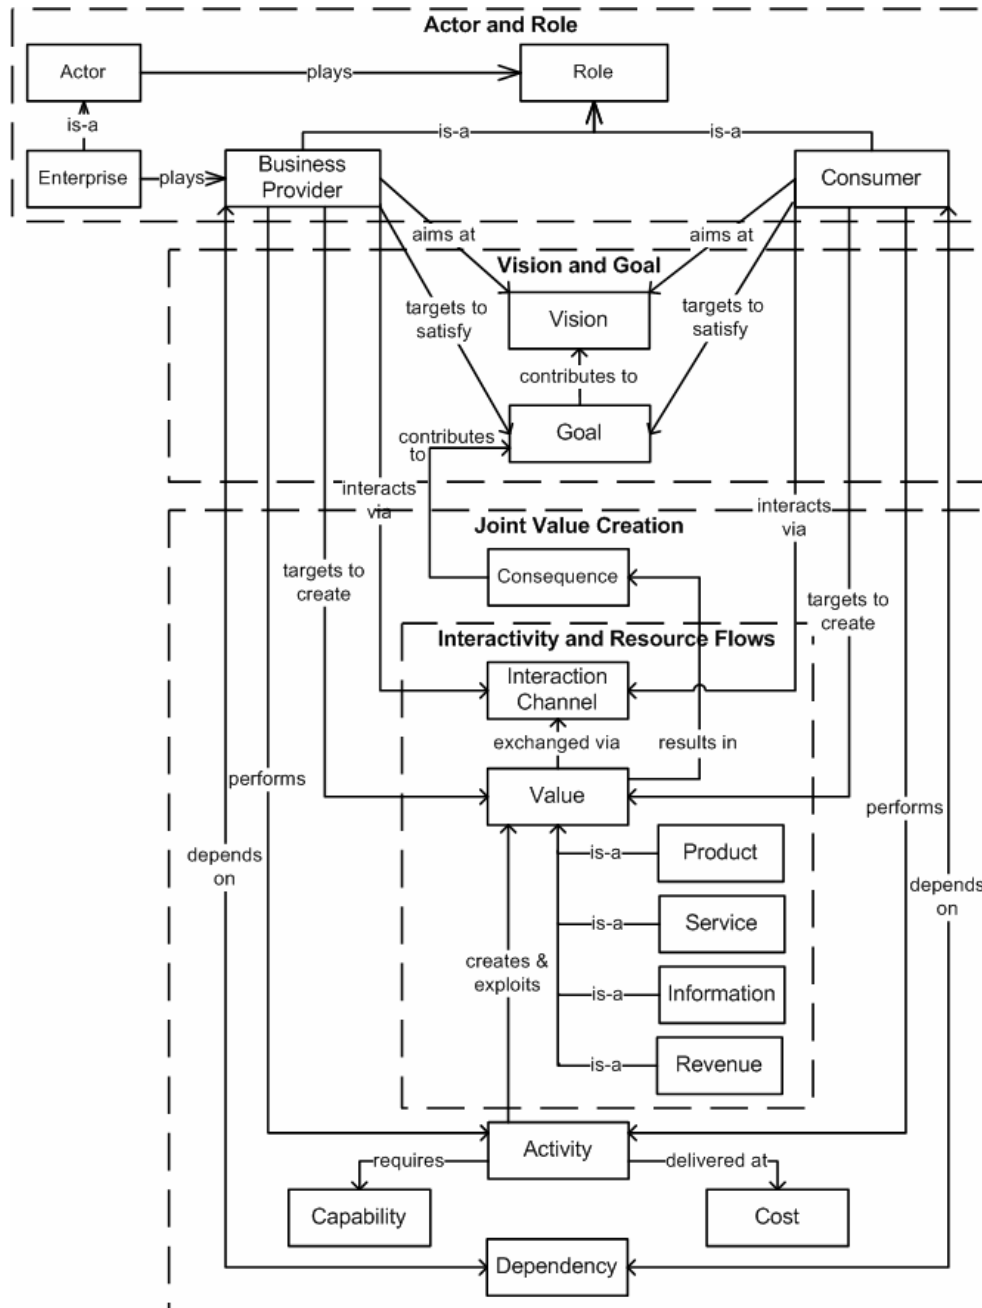 Actor and Role
Actor
plays
Role
is-a
is-a
is-a
Enterprise
plays
Business
Provider
Consumer
aims at
aims at
Vision and Goal
targets to
satisfy
Vision
targets to
satisfy
contributes to
contributes
to
Goal
interacts
via
interacts
via
Joint Value Creation
Consequence
targets to
create
targets to
create
Interactivity and Resource Flows
Interaction
Channel
exchanged via
results in
performs
Value
performs
depends
on
is-a
Product
depends
on
is-a
Service
creates &
exploits
is-a
Information
is-a
Revenue
Activity
requires
delivered at
Capability
Cost
Dependency